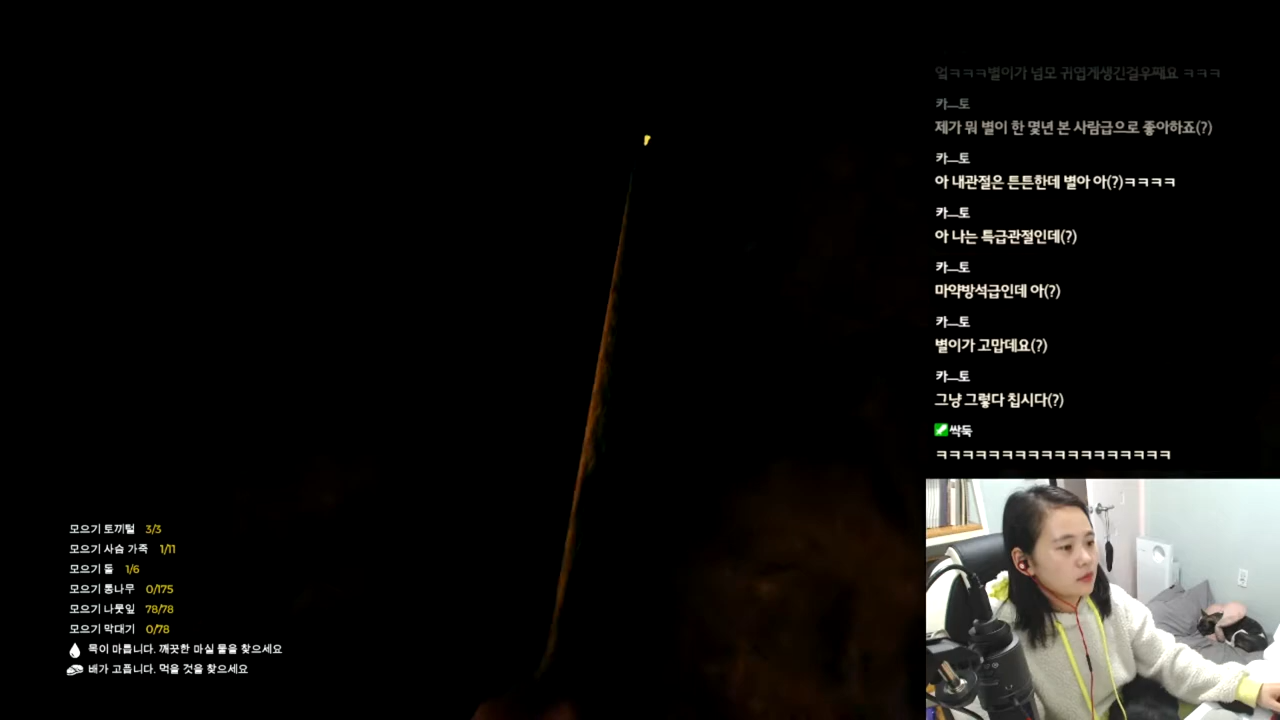 모으기 토끼털 3/3
모으기 사슴 가죽 1/11
모으기 돌 1/6
모으기 통나무 0/175
모으기 나뭇잎 78/78
모으기 막대기 0/78
목이 마릅니다. 깨끗한 마실 물을 찾으세요
배가 고픕니다. 먹을 것을 찾으세요
엌ㅋㅋㅋ별이가 넘모 귀엽게생긴걸우째요 ㅋㅋㅋ
캬_토
제가 뭐 별이 한 몇년 본 사람급으로 좋아하죠(?)
캬_토
아 내관절은 튼튼한데 별아 아(?)ㅋㅋㅋㅋ
캬_토
아 나는 특급관절인데(?)
캬_토
마약방석급인데 아(?)
캬_토
별이가 고맙데요(?)
캬_토
그냥 그렇다 칩시다(?)
싹둑
ㅋㅋㅋㅋㅋㅋㅋㅋㅋㅋㅋㅋㅋㅋㅋㅋㅋㅋ